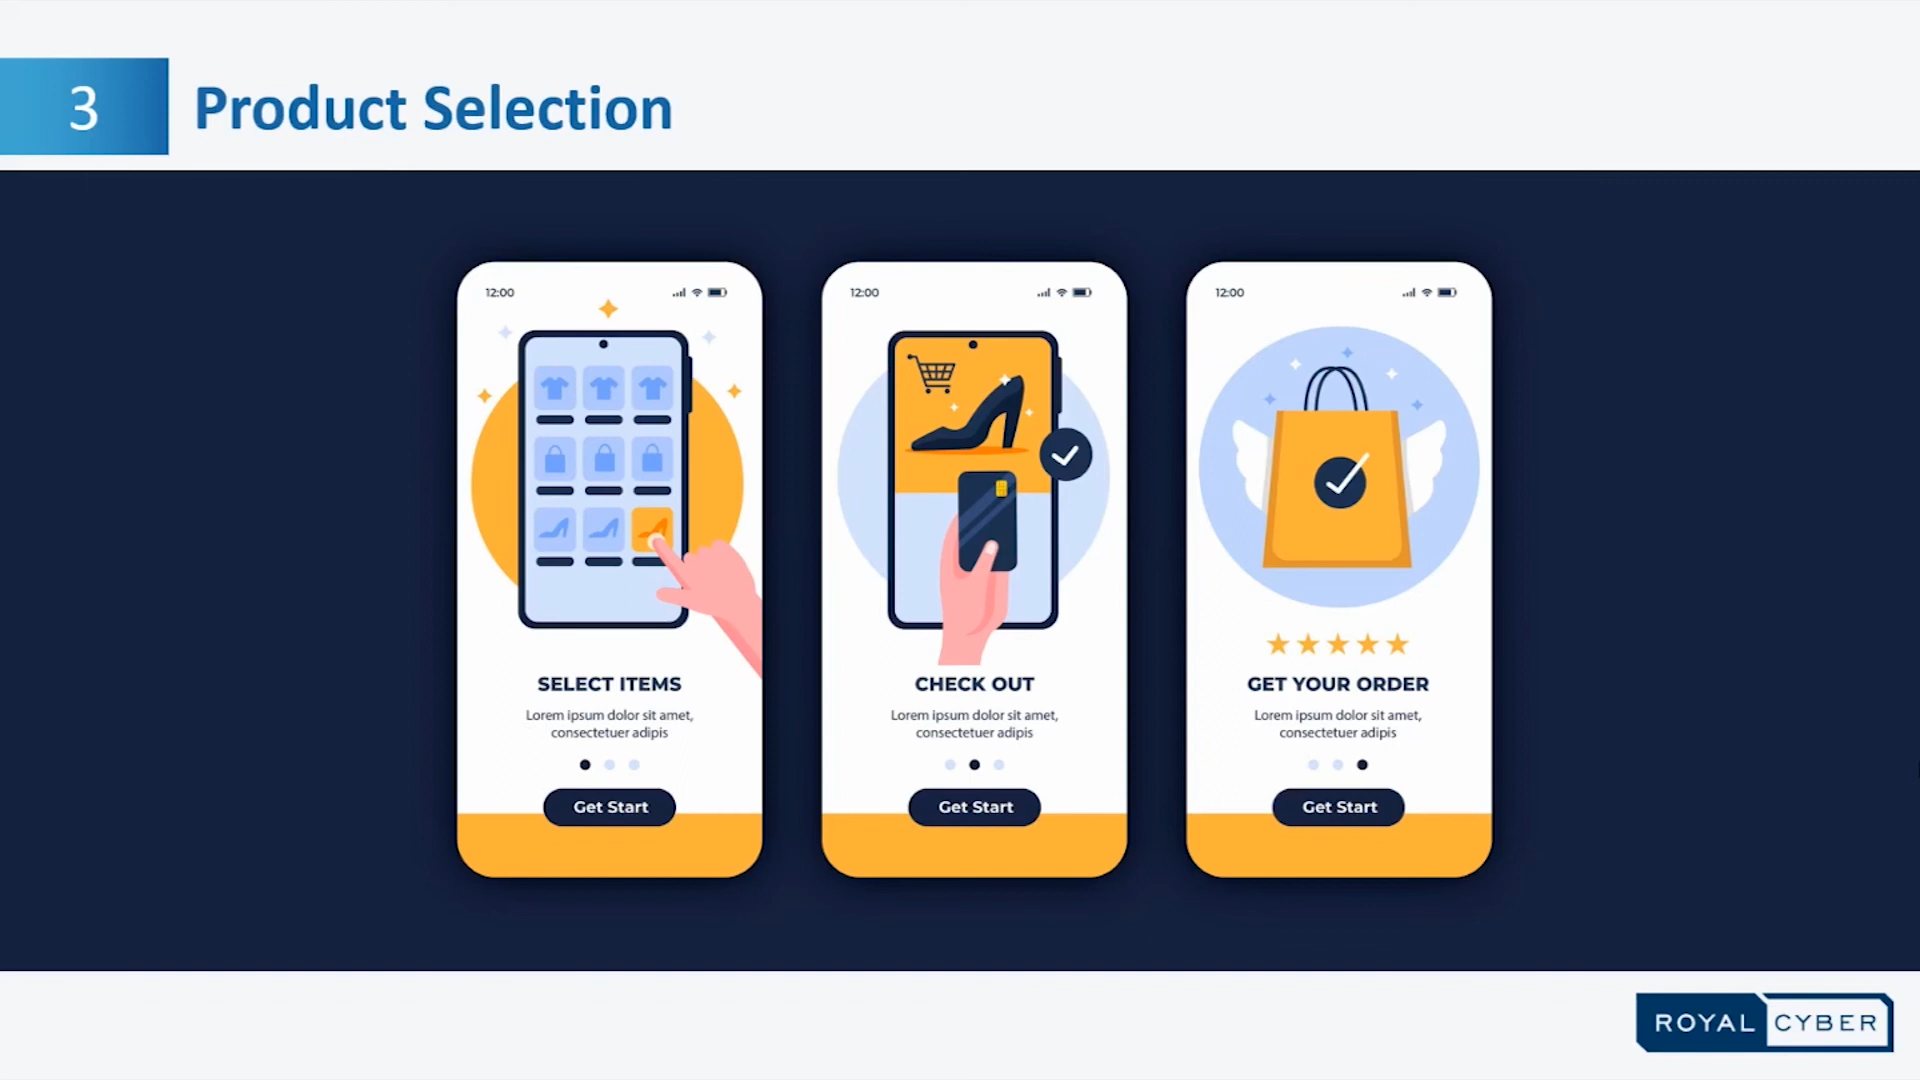 3
Product Selection
12:00
SELECT ITEMS
Lorem ipsum dolor sit amet,
consectetuer adipis
Get Start
12:00
CHECK OUT
Lorem ipsum dolor sit amet,
consectetuer adipis
Get Start
12:00
GET YOUR ORDER
Lorem ipsum dolor sit amet,
consectetuer adipis
Get Start
ROYAL CYBER